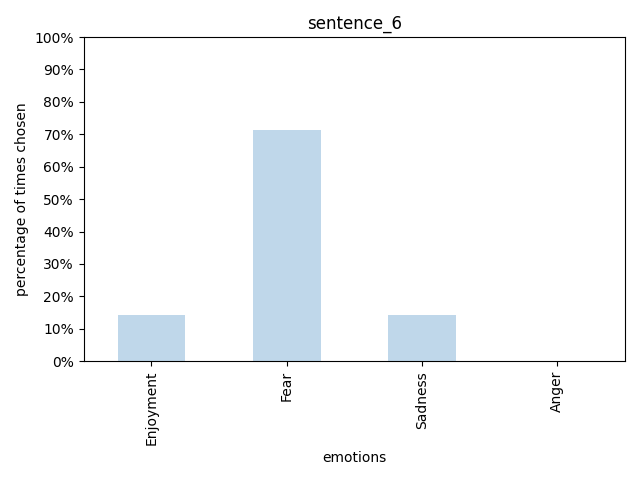 sentence_6
100%
90%
80%
70%
60%
50%
40%
30%
20%
10%
0%
percentage of times chosen
Enjoyment
Fear
Sadness
Anger
emotions